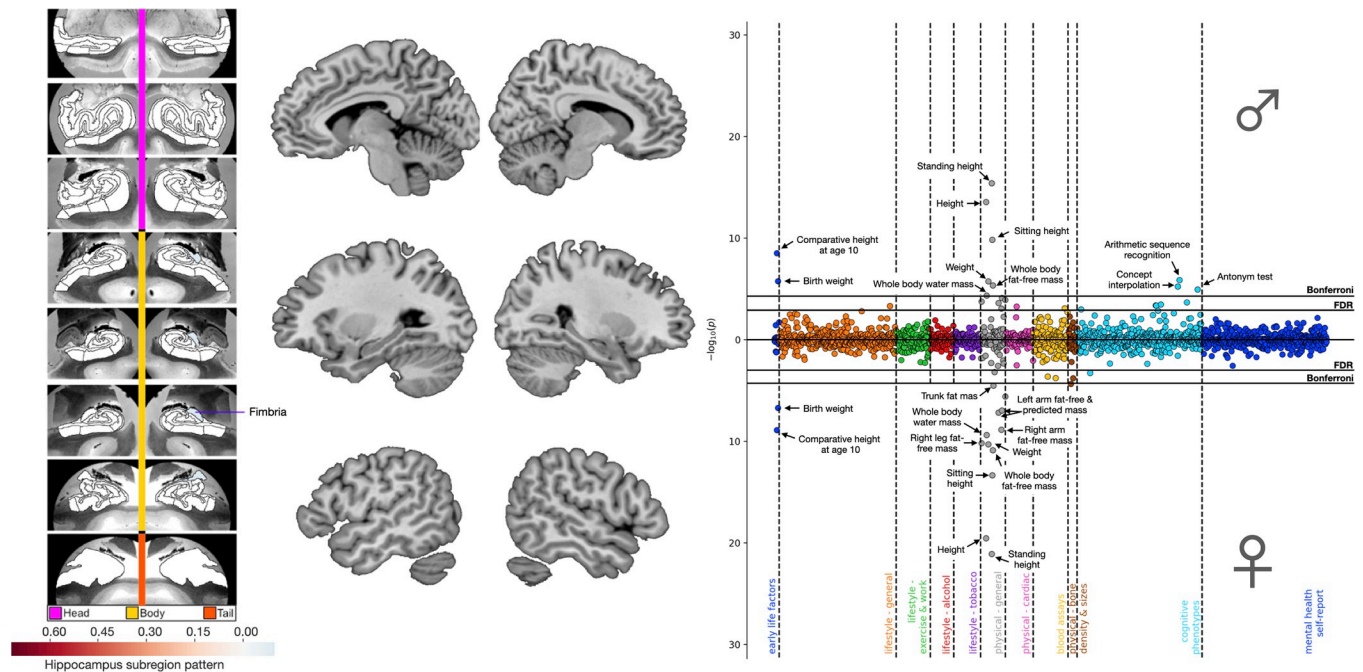 Fimbria
Head
Body
Tail
0.60
0.45
0.30
0.15
0.00
Hippocampus subregion pattern
30
20
10
0
10
20
30
−log₁₀(p)
♂
Standing height
Height
Sitting height
Comparative height
at age 10
Birth weight
Weight
Whole body
fat-free mass
Whole body water mass
Arithmetic sequence
recognition
Concept
interpolation
Antonym test
Bonferroni
FDR
FDR
Bonferroni
Trunk fat mas
Left arm fat-free &
predicted mass
Birth weight
Whole body
water mass
Comparative height
at age 10
Right leg fat-
free mass
Right arm
fat-free mass
Weight
Sitting
height
Whole body
fat-free mass
Height
Standing
height
♀
early life factors
lifestyle - general
lifestyle -
exercise & work
lifestyle - alcohol
lifestyle - tobacco
physical - general
physical - cardiac
blood assays
physical - bone
density & sizes
cognitive
phenotypes
mental health
self-report